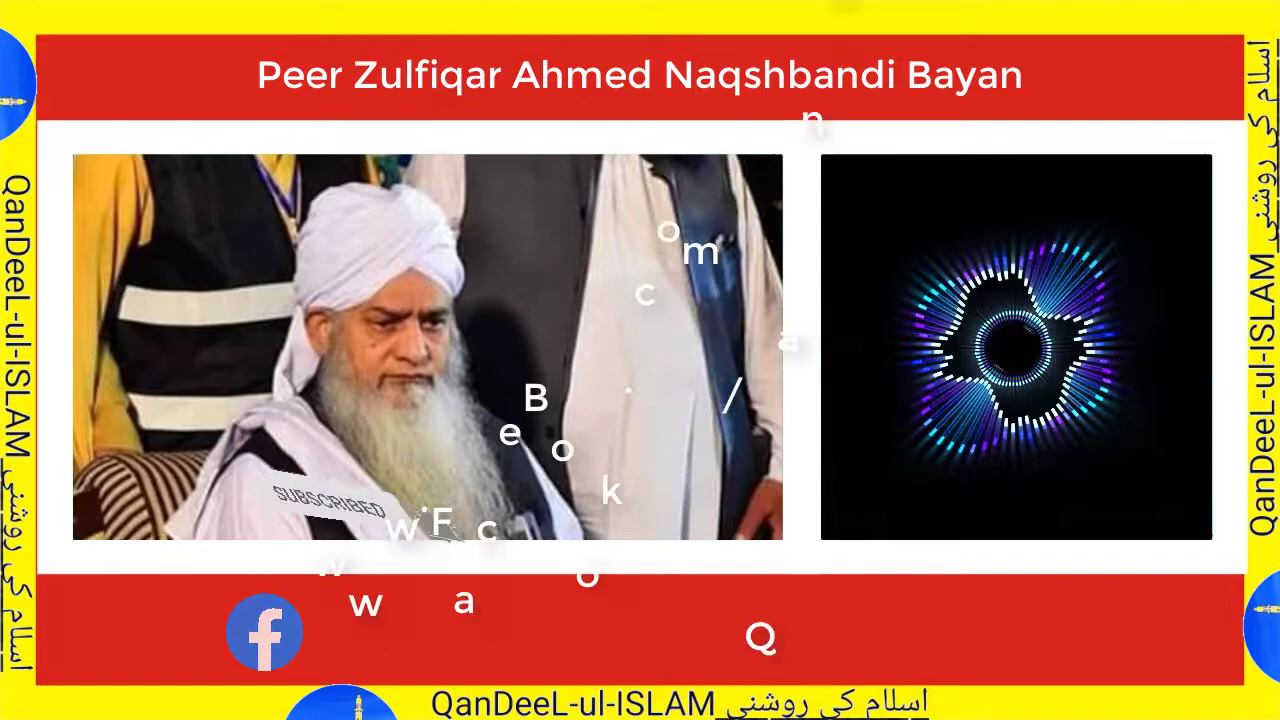 Peer Zulfiqar Ahmed Naqshbandi Bayan
SUBSCRIBED
QanDeeL-ul-ISLAM اسلام کی روشنی
QanDeeL-ul-ISLAM اسلام کی روشنی
QanDeeL-ul-ISLAM اسلام کی روشنی